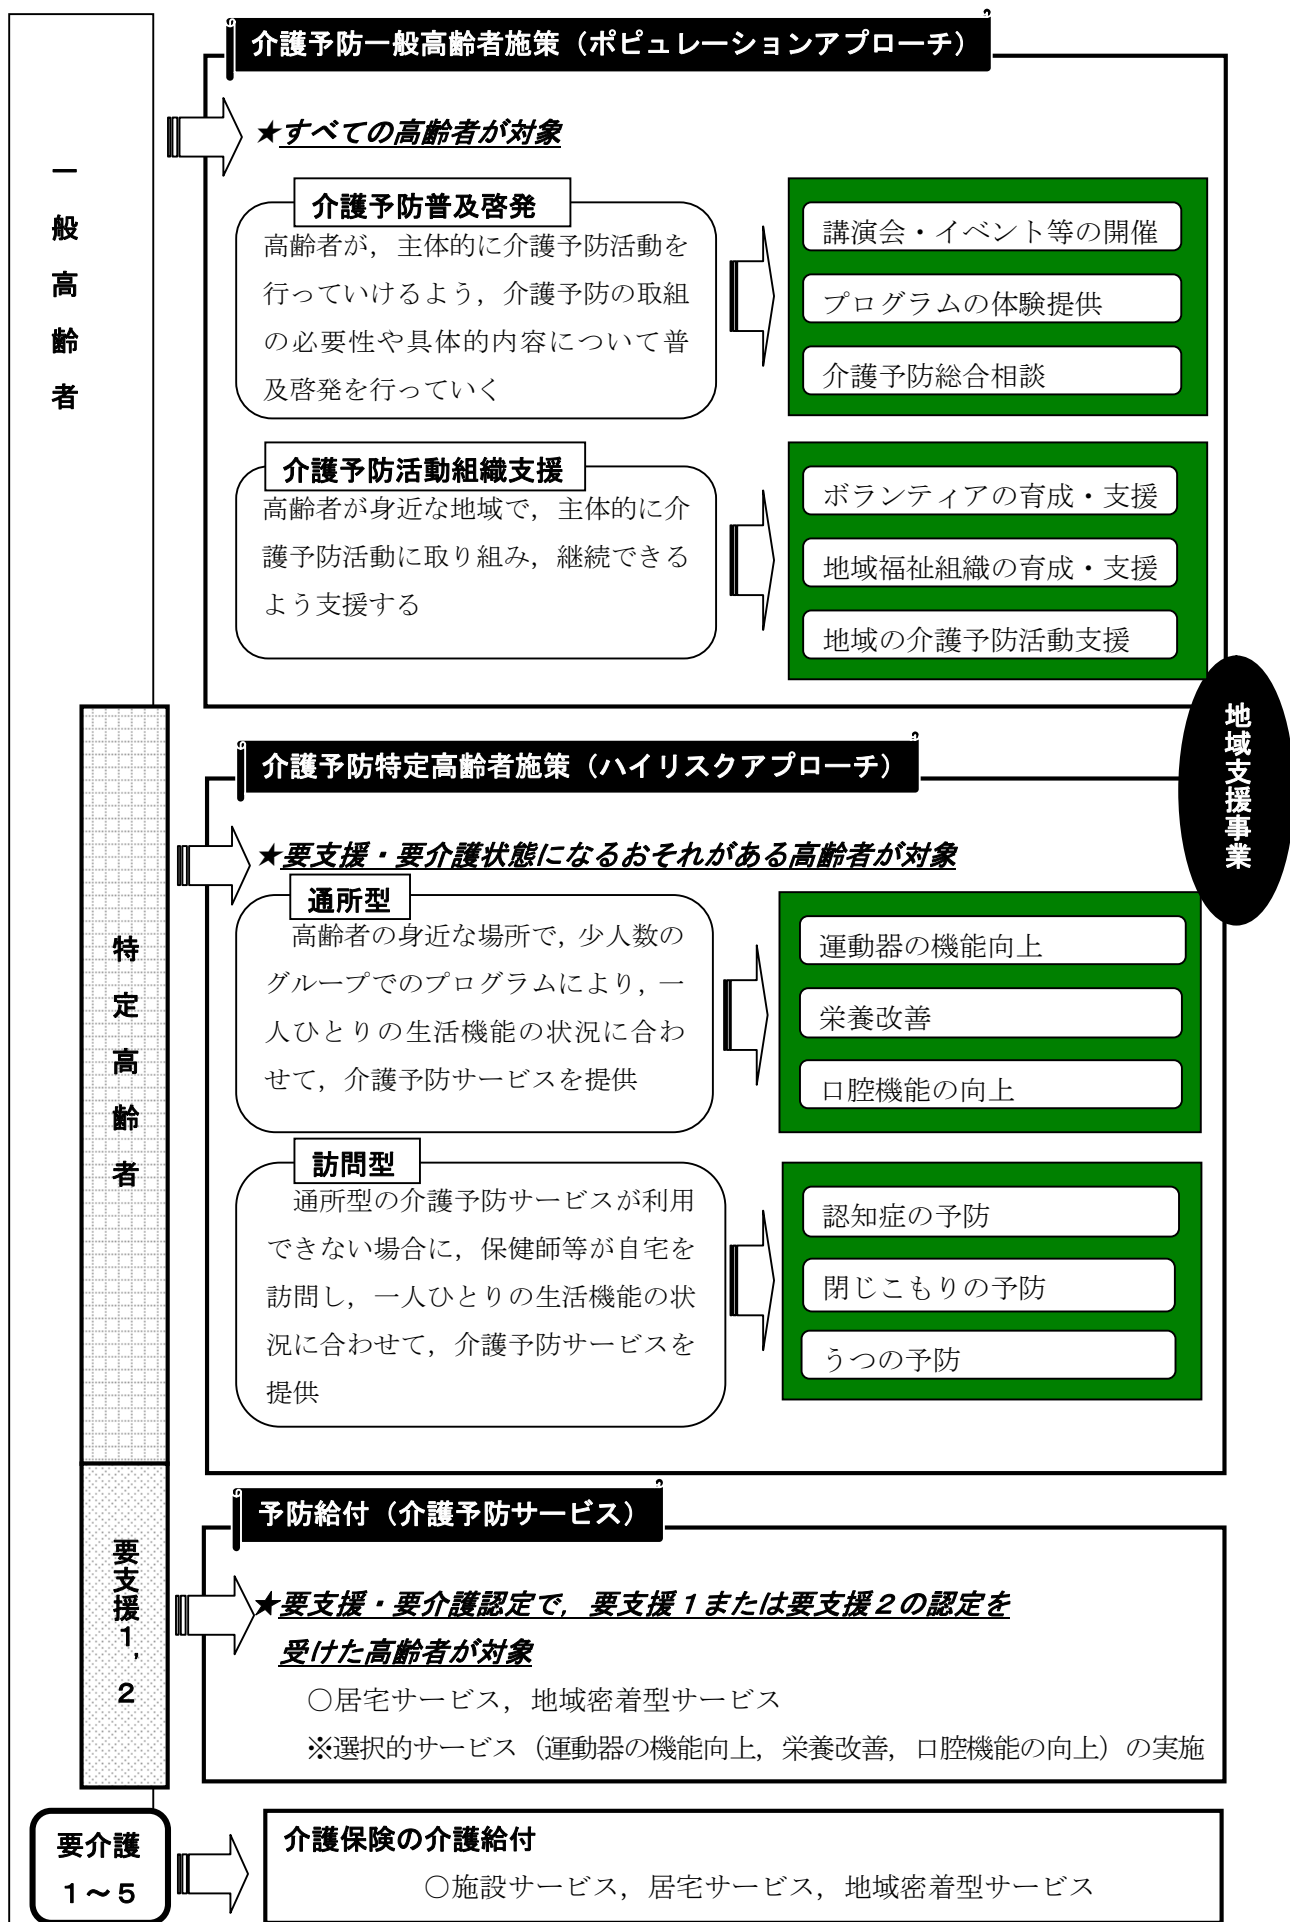 一般高齢者
介護予防一般高齢者施策（ポピュレーションアプローチ）
★すべての高齢者が対象
介護予防普及啓発
高齢者が，主体的に介護予防活動を
行っていけるよう，介護予防の取組
の必要性や具体的内容について普
及啓発を行っていく
講演会・イベント等の開催
プログラムの体験提供
介護予防総合相談
介護予防活動組織支援
高齢者が身近な地域で，主体的に介
護予防活動に取り組み，継続できる
よう支援する
ボランティアの育成・支援
地域福祉組織の育成・支援
地域の介護予防活動支援
地域支援事業
特定高齢者
介護予防特定高齢者施策（ハイリスクアプローチ）
★要支援・要介護状態になるおそれがある高齢者が対象
通所型
高齢者の身近な場所で，少人数の
グループでのプログラムにより，一
人ひとりの生活機能の状況に合わ
せて，介護予防サービスを提供
運動器の機能向上
栄養改善
口腔機能の向上
訪問型
通所型の介護予防サービスが利用
できない場合に，保健師等が自宅を
訪問し，一人ひとりの生活機能の状
況に合わせて，介護予防サービスを
提供
認知症の予防
閉じこもりの予防
うつの予防
要支援１，２
予防給付（介護予防サービス）
★要支援・要介護認定で，要支援１または要支援２の認定を
受けた高齢者が対象
○居宅サービス，地域密着型サービス
※選択的サービス（運動器の機能向上，栄養改善，口腔機能の向上）の実施
要介護
１～５
介護保険の介護給付
○施設サービス，居宅サービス，地域密着型サービス